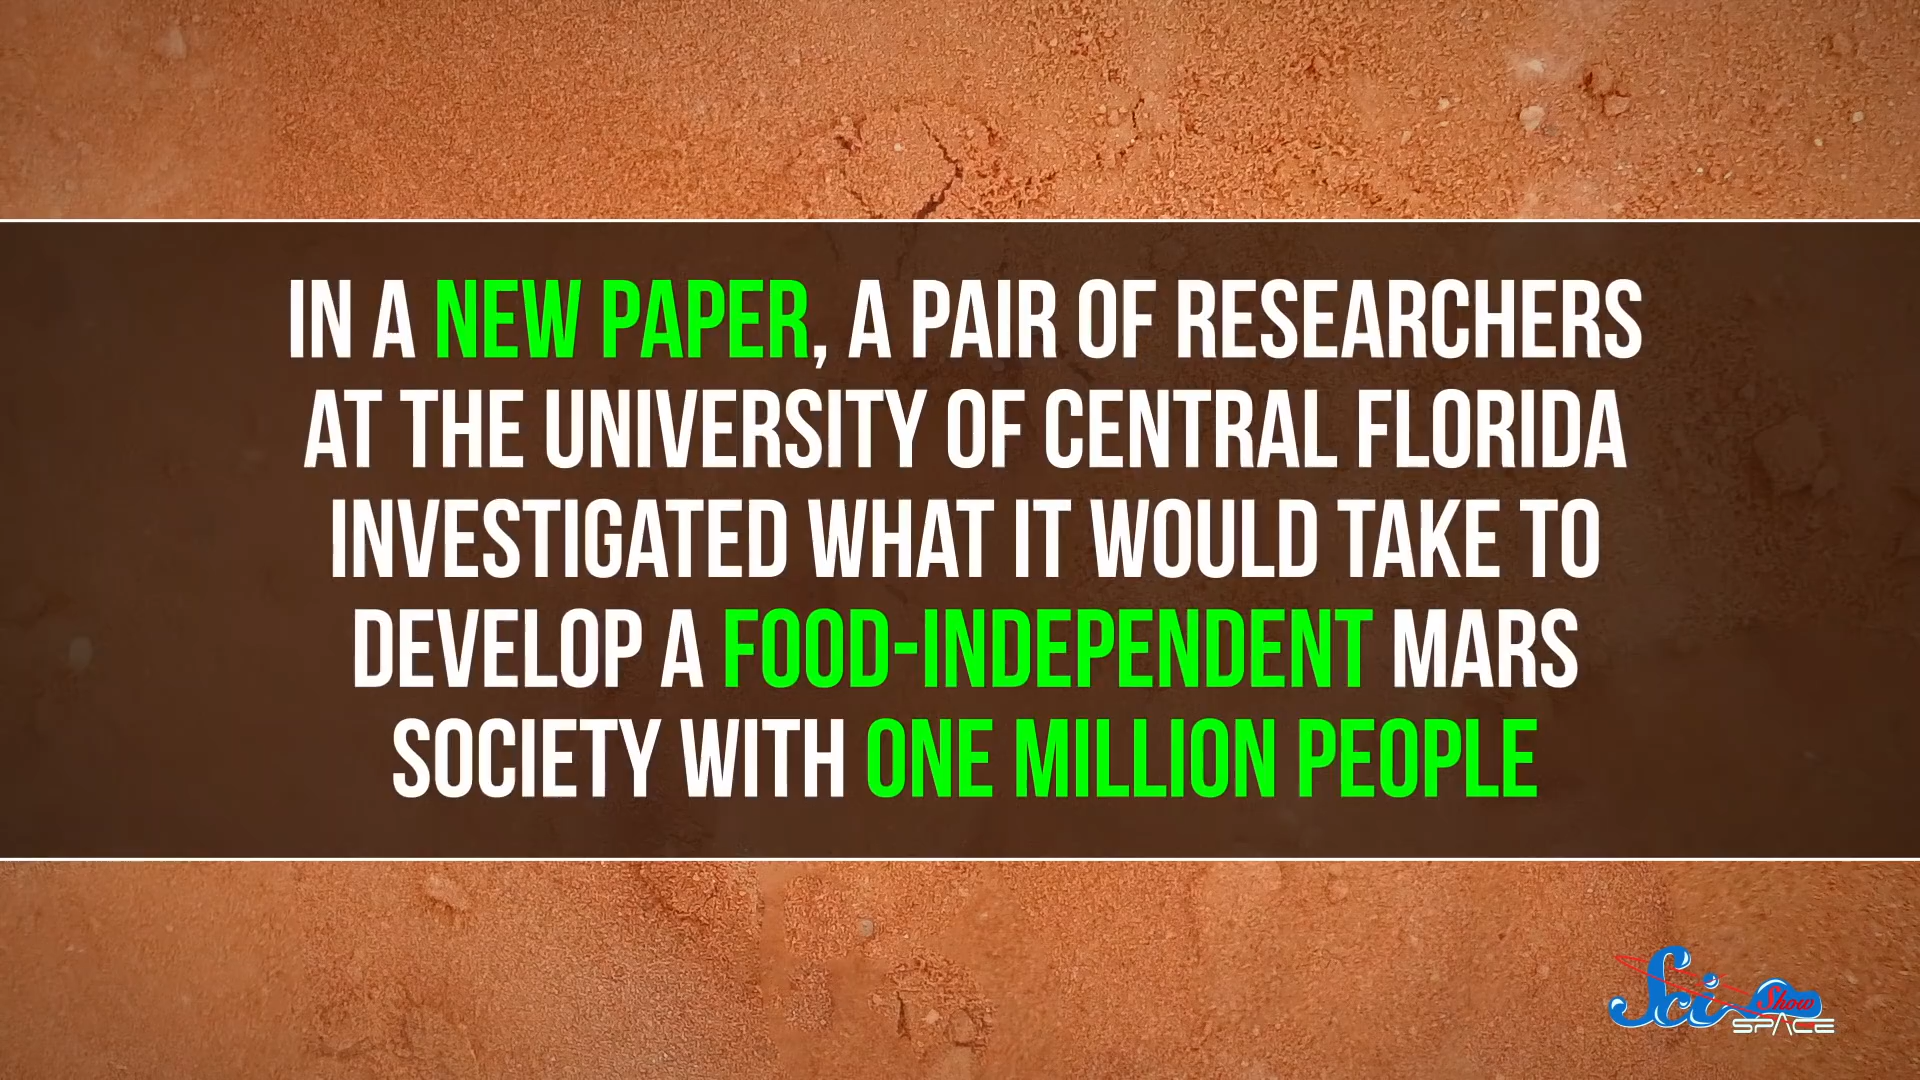 IN A NEW PAPER, A PAIR OF RESEARCHERS
AT THE UNIVERSITY OF CENTRAL FLORIDA
INVESTIGATED WHAT IT WOULD TAKE TO
DEVELOP A FOOD-INDEPENDENT MARS
SOCIETY WITH ONE MILLION PEOPLE
Sci Show
SPACE